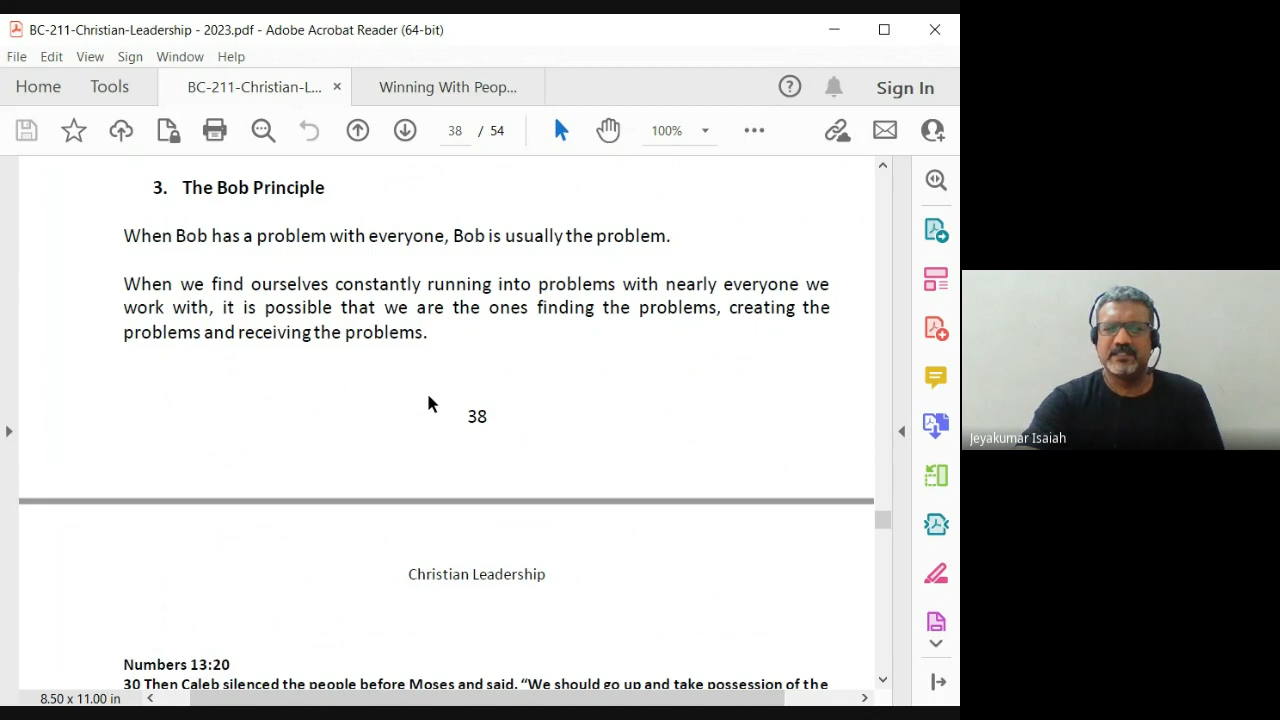 BC-211-Christian-Leadership - 2023.pdf - Adobe Acrobat Reader (64-bit)
File Edit View Sign Window Help
Home Tools BC-211-Christian-L... × Winning With Peop... Sign In
38 / 54 100%
3. The Bob Principle
When Bob has a problem with everyone, Bob is usually the problem.
When we find ourselves constantly running into problems with nearly everyone we
work with, it is possible that we are the ones finding the problems, creating the
problems and receiving the problems.
38
Christian Leadership
Numbers 13:20
30 Then Caleb silenced the people before Moses and said, “We should go up and take possession of the
8.50 x 11.00 in
Jeyakumar Isaiah